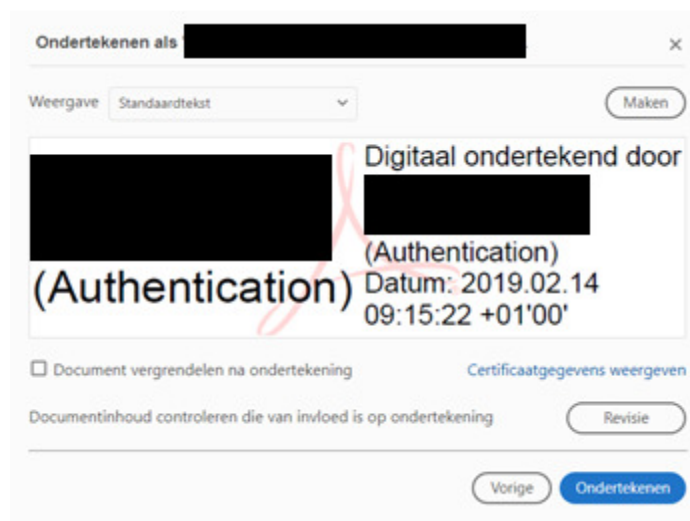 Ondertekenen als '
Weergave Standaardtekst Maken
(Authentication)
Digitaal ondertekend door
(Authentication)
Datum: 2019.02.14
09:15:22 +01'00'
Document vergrendelen na ondertekening Certificaatgegevens weergeven
Documentinhoud controleren die van invloed is op ondertekening Revisie
Vorige Ondertekenen